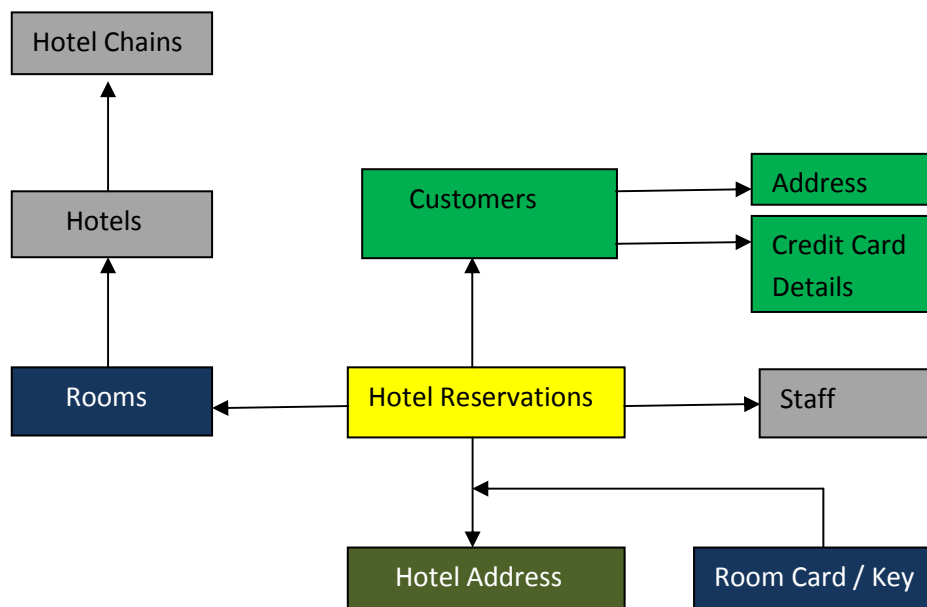 Hotel Chains
Hotels
Customers
Address
Credit Card
Details
Rooms
Hotel Reservations
Staff
Hotel Address
Room Card / Key